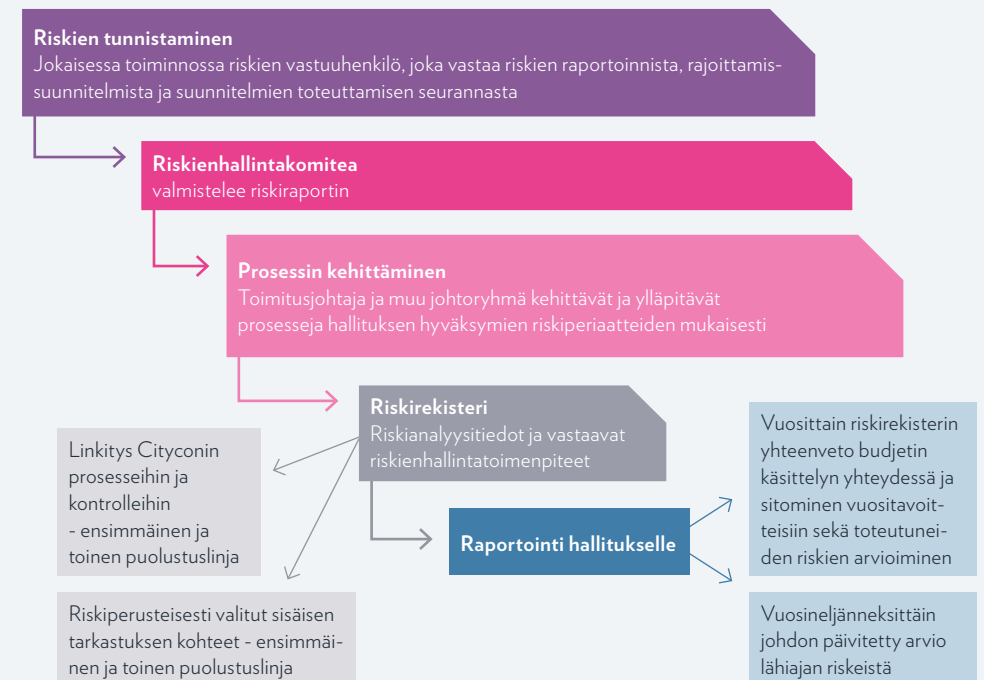 Riskien tunnistaminen
Jokaisessa toiminnossa riskien vastuuhenkilö, joka vastaa riskien raportoinnista, rajoittamis-
suunnitelmista ja suunnitelmien toteuttamisen seurannasta
Riskienhallintakomitea
valmistelee riskiraportin
Prosessin kehittäminen
Toimitusjohtaja ja muu johtoryhmä kehittävät ja ylläpitävät
prosesseja hallituksen hyväksymien riskiperiaatteiden mukaisesti
Riskirekisteri
Riskianalyysitiedot ja vastaavat
riskienhallintatoimenpiteet
Linkitys Cityconin
prosesseihin ja
kontrolleihin
- ensimmäinen ja
toinen puolustuslinja
Riskiperusteisesti valitut sisäisen
tarkastuksen kohteet - ensimmäi-
nen ja toinen puolustuslinja
Raportointi hallitukselle
Vuosittain riskirekisterin
yhteenveto budjetin
käsittelyn yhteydessä ja
sitominen vuositavoit-
teisiin sekä toteutunei-
den riskien arvioiminen
Vuosineljänneksittäin
johdon päivitetty arvio
lähiajan riskeistä